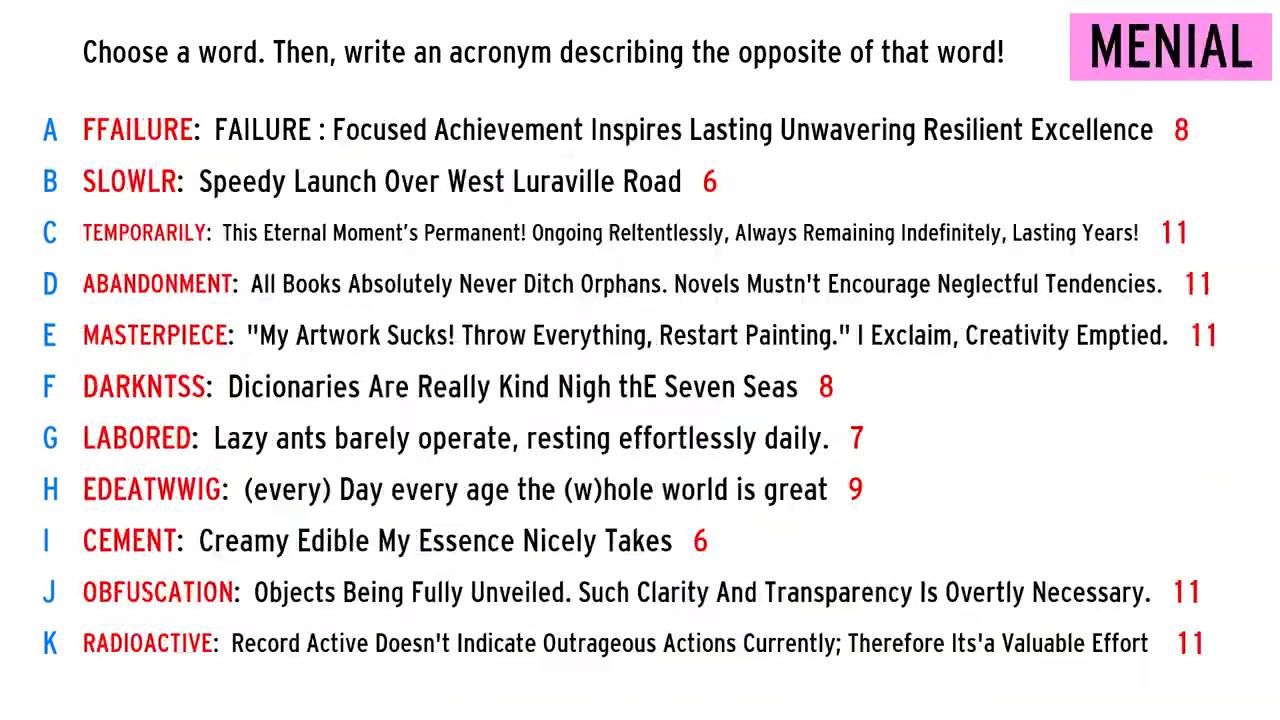 Choose a word. Then, write an acronym describing the opposite of that word!
MENIAL
A FFAILURE: FAILURE : Focused Achievement Inspires Lasting Unwavering Resilient Excellence 8
B SLOWLR: Speedy Launch Over West Luraville Road 6
C TEMPORARILY: This Eternal Moment's Permanent! Ongoing Reltentlessly, Always Remaining Indefinitely, Lasting Years! 11
D ABANDONMENT: All Books Absolutely Never Ditch Orphans. Novels Mustn't Encourage Neglectful Tendencies. 11
E MASTERPIECE: "My Artwork Sucks! Throw Everything, Restart Painting." I Exclaim, Creativity Emptied. 11
F DARKNTSS: Dicionaries Are Really Kind Nigh thE Seven Seas 8
G LABORED: Lazy ants barely operate, resting effortlessly daily. 7
H EDEATWWIG: (every) Day every age the (w)hole world is great 9
I CEMENT: Creamy Edible My Essence Nicely Takes 6
J OBFUSCATION: Objects Being Fully Unveiled. Such Clarity And Transparency Is Overtly Necessary. 11
K RADIOACTIVE: Record Active Doesn't Indicate Outrageous Actions Currently; Therefore Its'a Valuable Effort 11